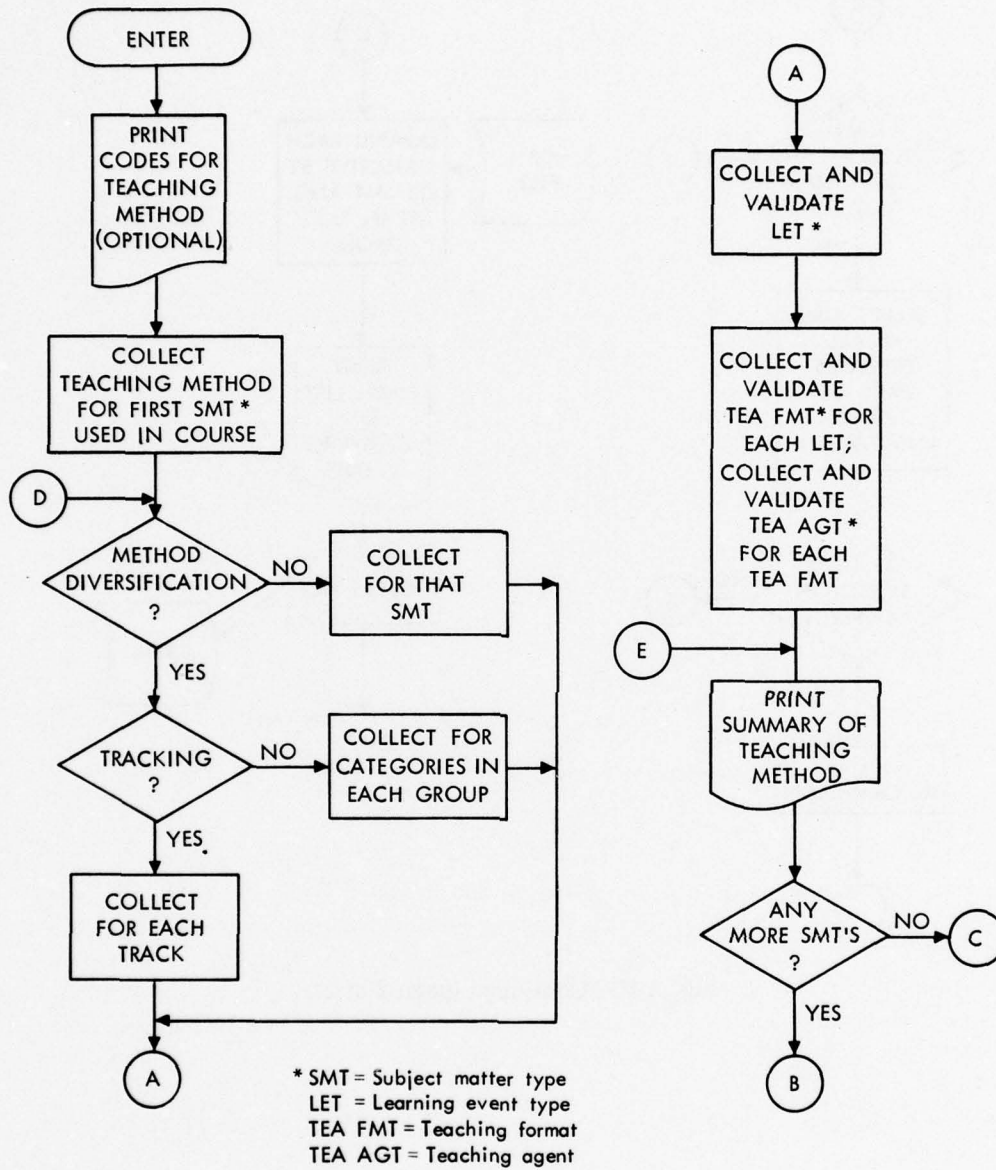 ENTER
PRINT
CODES FOR
TEACHING
METHOD
(OPTIONAL)
COLLECT
TEACHING METHOD
FOR FIRST SMT*
USED IN COURSE
D
METHOD
DIVERSIFICATION
?
NO
COLLECT
FOR THAT
SMT
YES
TRACKING
?
NO
COLLECT FOR
CATEGORIES IN
EACH GROUP
YES
COLLECT
FOR EACH
TRACK
A
A
COLLECT AND
VALIDATE
LET*
COLLECT AND
VALIDATE
TEA FMT* FOR
EACH LET;
COLLECT AND
VALIDATE
TEA AGT*
FOR EACH
TEA FMT
E
PRINT
SUMMARY OF
TEACHING
METHOD
ANY
MORE SMT'S
?
NO
C
YES
B
* SMT = Subject matter type
LET = Learning event type
TEA FMT = Teaching format
TEA AGT = Teaching agent